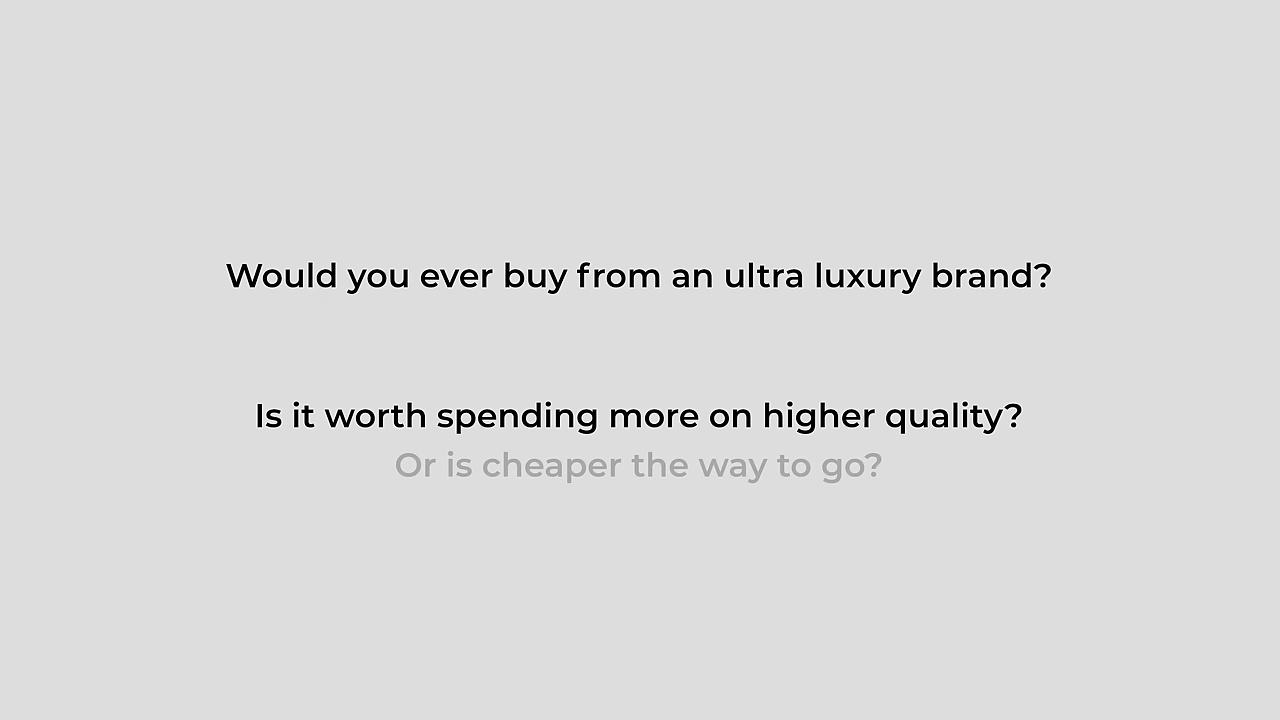 Would you ever buy from an ultra luxury brand?
Is it worth spending more on higher quality?
Or is cheaper the way to go?